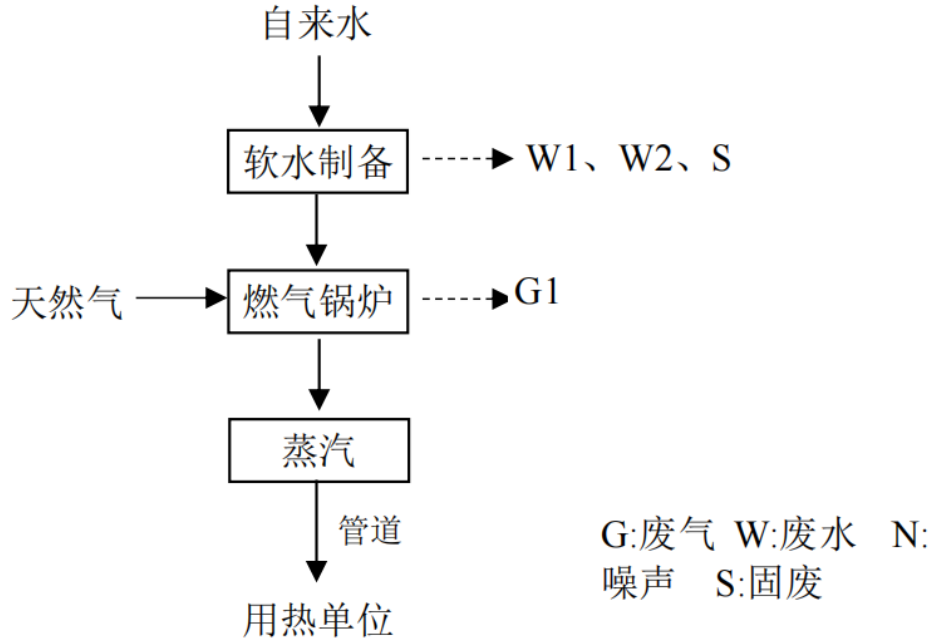 自来水
软水制备
W1、W2、S
天然气
燃气锅炉
G1
蒸汽
管道
G:废气 W:废水 N:
噪声 S:固废
用热单位